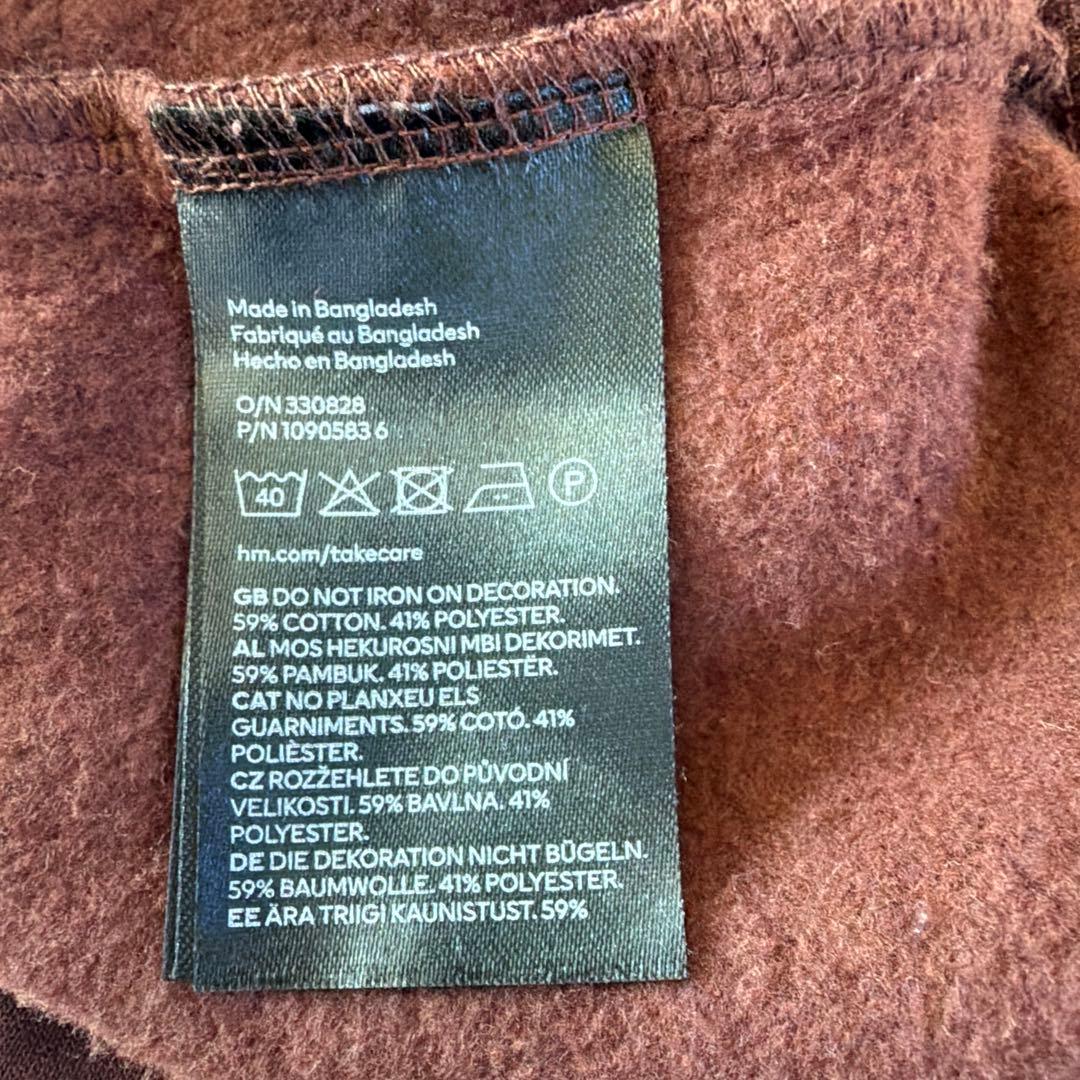 Made in Bangladesh
Fabriqué au Bangladesh
Hecho en Bangladesh
O/N 330828
P/N 1090583 6
40
P
hm.com/takecare
GB DO NOT IRON ON DECORATION.
59% COTTON. 41% POLYESTER.
AL MOS HEKUROSNI MBI DEKORIMET.
59% PAMBUK. 41% POLIESTËR.
CAT NO PLANXEU ELS
GUARNIMENTS. 59% COTÓ. 41%
POLIÈSTER.
CZ ROZŽEHLETE DO PŮVODNÍ
VELIKOSTI. 59% BAVLNA. 41%
POLYESTER.
DE DIE DEKORATION NICHT BÜGELN.
59% BAUMWOLLE. 41% POLYESTER.
EE ÄRA TRIIGI KAUNISTUST. 59%